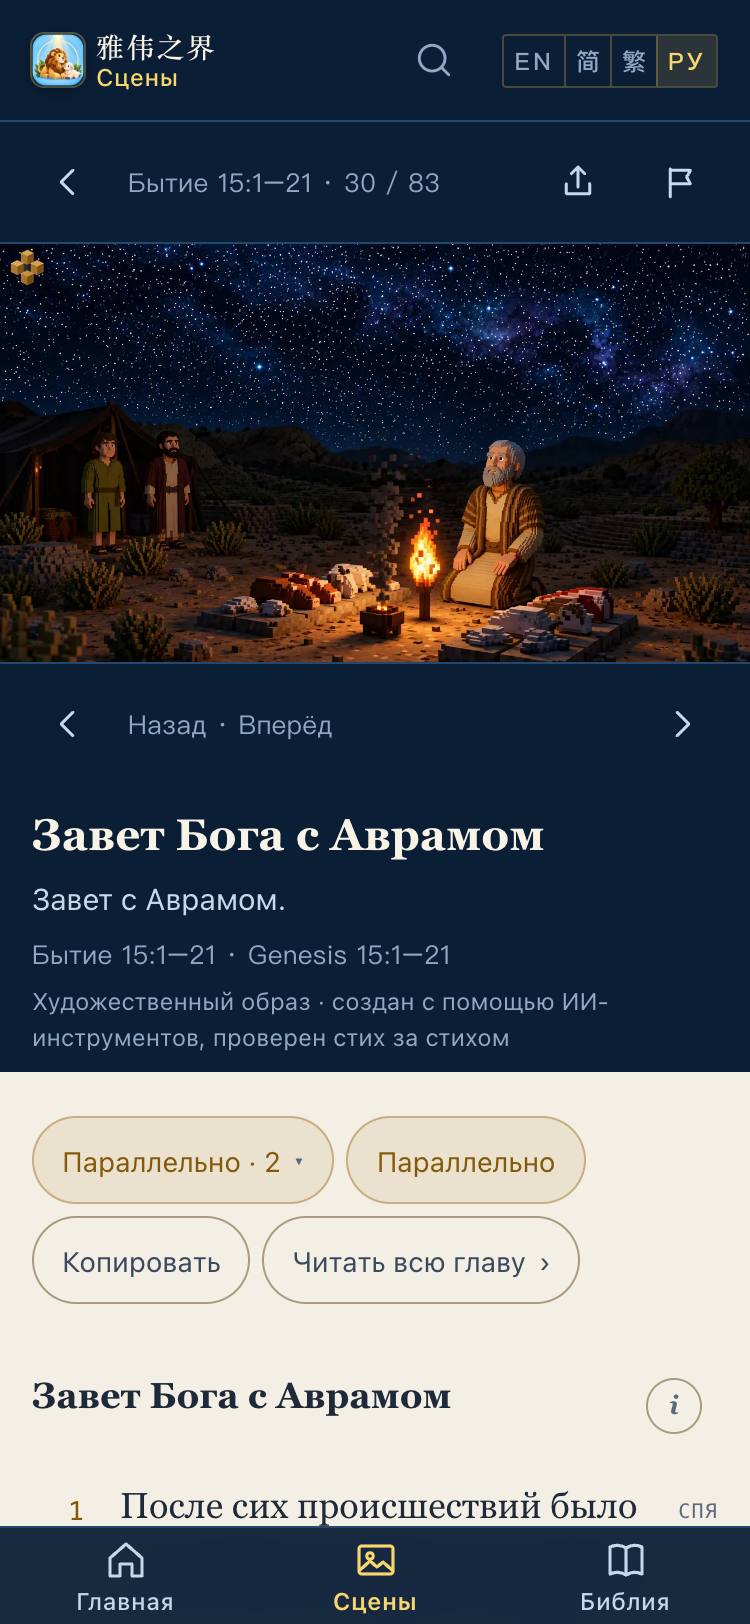 雅伟之界
Сцены
EN 简 繁 РУ
Бытие 15:1—21 · 30 / 83
Назад · Вперёд
Завет Бога с Аврамом
Завет с Аврамом.
Бытие 15:1—21 · Genesis 15:1—21
Художественный образ · создан с помощью ИИ-
инструментов, проверен стих за стихом
Параллельно · 2 ▾ Параллельно
Копировать Читать всю главу ›
Завет Бога с Аврамом
i
1 После сих происшествий было СПЯ
Главная Сцены Библия